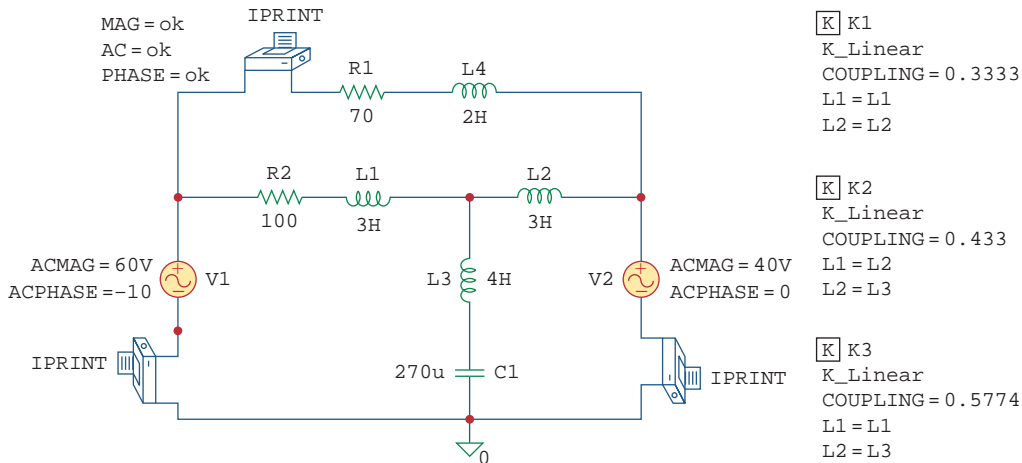 MAG = ok
AC = ok
PHASE = ok
IPRINT
R1
70
L4
2H
R2
100
L1
3H
L2
3H
ACMAG = 60V
ACPHASE = −10
V1
L3
4H
V2
ACMAG = 40V
ACPHASE = 0
IPRINT
270u
C1
IPRINT
0
K K1
K_Linear
COUPLING = 0.3333
L1 = L1
L2 = L2
K K2
K_Linear
COUPLING = 0.433
L1 = L2
L2 = L3
K K3
K_Linear
COUPLING = 0.5774
L1 = L1
L2 = L3